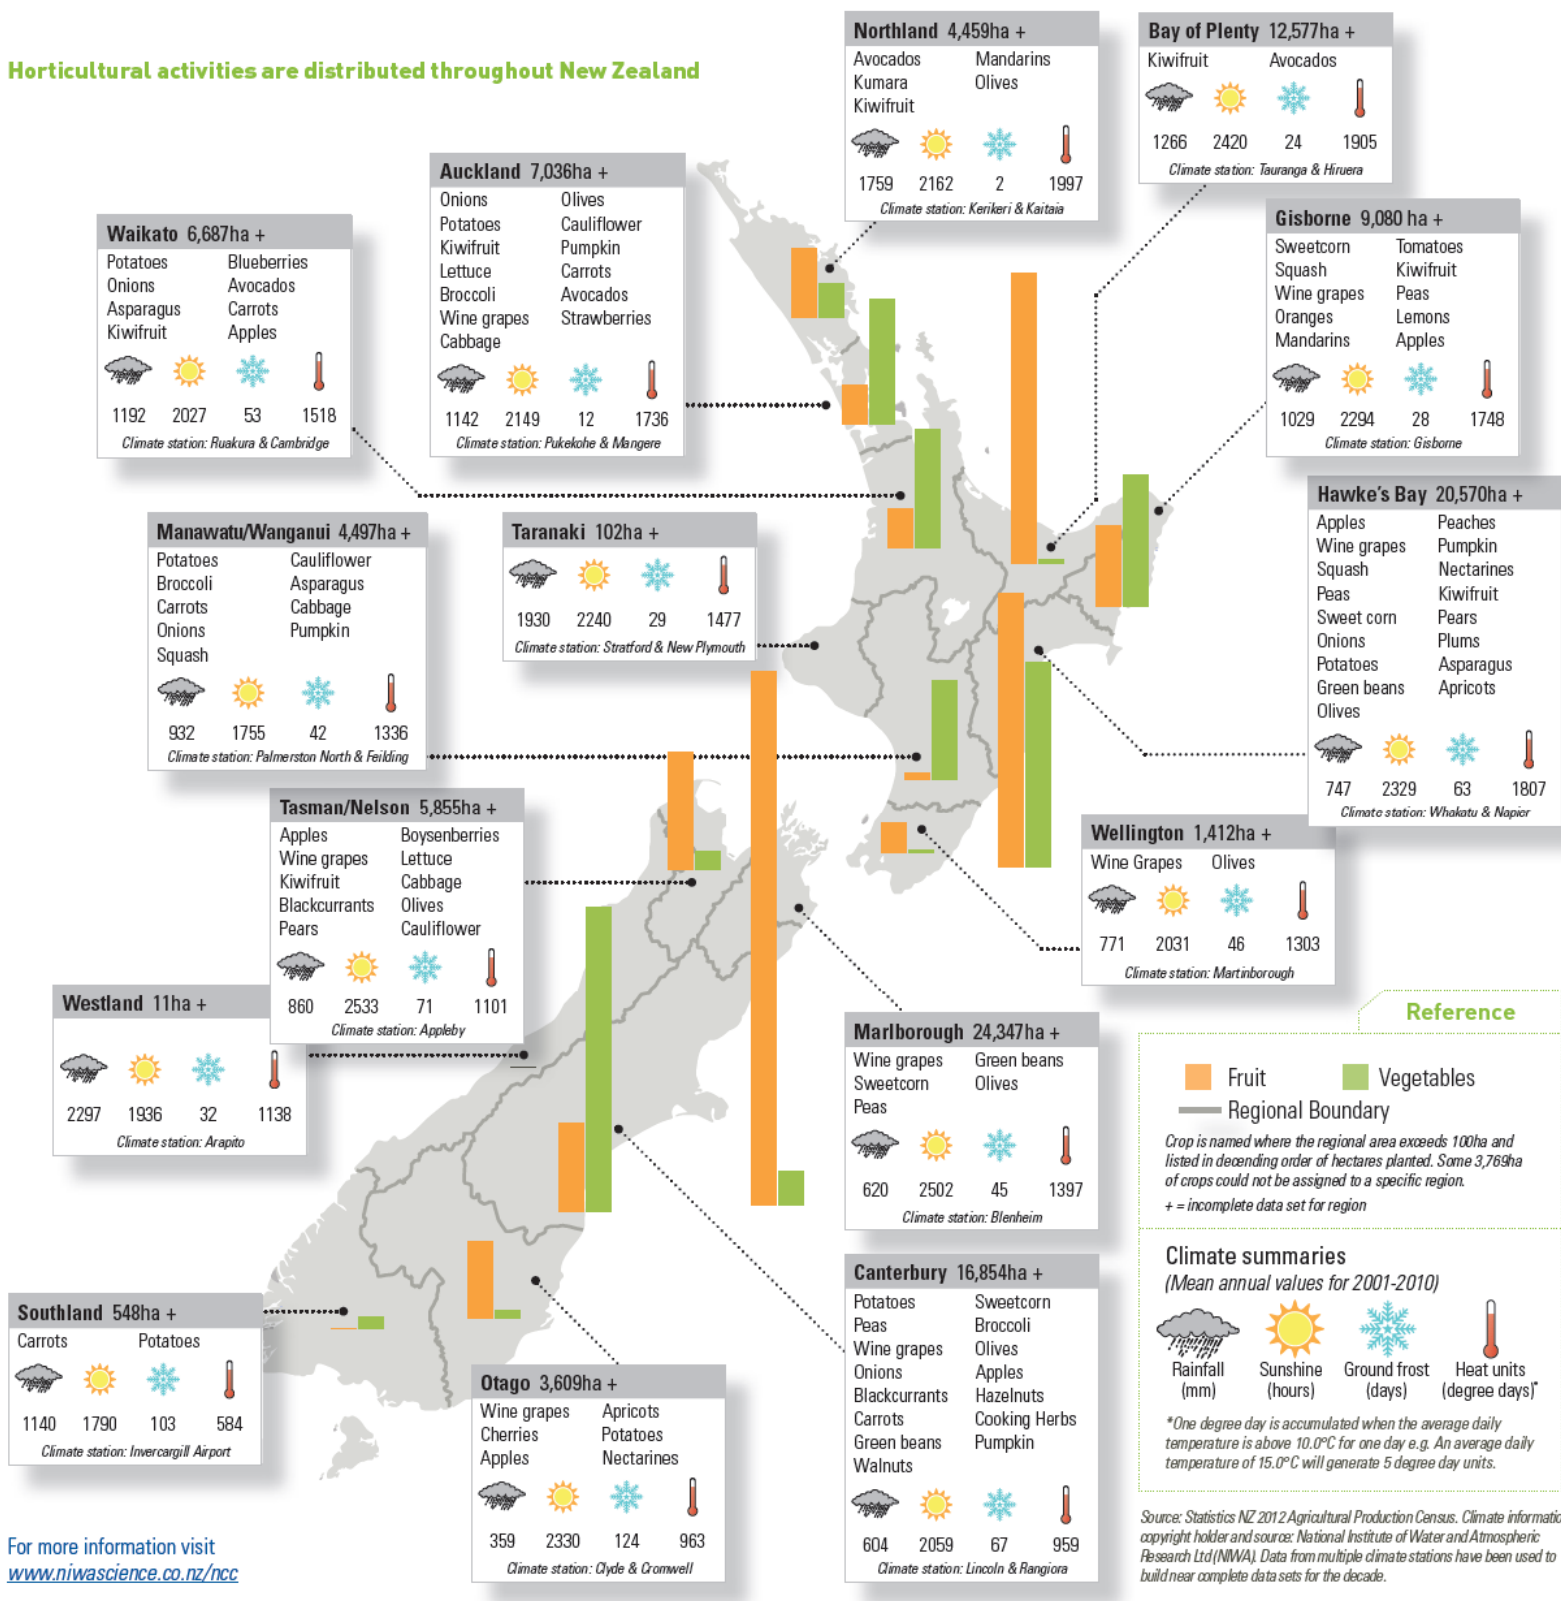 Horticultural activities are distributed throughout New Zealand
Northland 4,459ha +
Avocados Mandarins
Kumara Olives
Kiwifruit
1759 2162 2 1997
Climate station: Kerikeri & Kaitaia
Bay of Plenty 12,577ha +
Kiwifruit Avocados
1266 2420 24 1905
Climate station: Tauranga & Hiruera
Auckland 7,036ha +
Onions Olives
Potatoes Cauliflower
Kiwifruit Pumpkin
Lettuce Carrots
Broccoli Avocados
Wine grapes Strawberries
Cabbage
1142 2149 12 1736
Climate station: Pukekohe & Mangere
Waikato 6,687ha +
Potatoes Blueberries
Onions Avocados
Asparagus Carrots
Kiwifruit Apples
1192 2027 53 1518
Climate station: Ruakura & Cambridge
Gisborne 9,080 ha +
Sweetcorn Tomatoes
Squash Kiwifruit
Wine grapes Peas
Oranges Lemons
Mandarins Apples
1029 2294 28 1748
Climate station: Gisborne
Hawke's Bay 20,570ha +
Apples Peaches
Wine grapes Pumpkin
Squash Nectarines
Peas Kiwifruit
Sweet corn Pears
Onions Plums
Potatoes Asparagus
Green beans Apricots
Olives
747 2329 63 1807
Climate station: Whakatu & Napier
Manawatu/Wanganui 4,497ha +
Potatoes Cauliflower
Broccoli Asparagus
Carrots Cabbage
Onions Pumpkin
Squash
932 1755 42 1336
Climate station: Palmerston North & Feilding
Taranaki 102ha +
1930 2240 29 1477
Climate station: Stratford & New Plymouth
Tasman/Nelson 5,855ha +
Apples Boysenberries
Wine grapes Lettuce
Kiwifruit Cabbage
Blackcurrants Olives
Pears Cauliflower
860 2533 71 1101
Climate station: Appleby
Wellington 1,412ha +
Wine Grapes Olives
771 2031 46 1303
Climate station: Martinborough
Westland 11ha +
2297 1936 32 1138
Climate station: Arapito
Marlborough 24,347ha +
Wine grapes Green beans
Sweetcorn Olives
Peas
620 2502 45 1397
Climate station: Blenheim
Canterbury 16,854ha +
Potatoes Sweetcorn
Peas Broccoli
Wine grapes Olives
Onions Apples
Blackcurrants Hazelnuts
Carrots Cooking Herbs
Green beans Pumpkin
Walnuts
604 2059 67 959
Climate station: Lincoln & Rangiora
Southland 548ha +
Carrots Potatoes
1140 1790 103 584
Climate station: Invercargill Airport
Otago 3,609ha +
Wine grapes Apricots
Cherries Potatoes
Apples Nectarines
359 2330 124 963
Climate station: Clyde & Cromwell
Reference
Fruit Vegetables
Regional Boundary
Crop is named where the regional area exceeds 100ha and
listed in decending order of hectares planted. Some 3,769ha
of crops could not be assigned to a specific region.
+ = incomplete data set for region
Climate summaries
(Mean annual values for 2001-2010)
Rainfall Sunshine Ground frost Heat units
(mm) (hours) (days) (degree days)*
*One degree day is accumulated when the average daily
temperature is above 10.0°C for one day e.g. An average daily
temperature of 15.0°C will generate 5 degree day units.
Source: Statistics NZ 2012 Agricultural Production Census. Climate informatio
copyright holder and source: National Institute of Water and Atmospheric
Research Ltd (NIWA). Data from multiple climate stations have been used to
build near complete data sets for the decade.
For more information visit
www.niwascience.co.nz/ncc